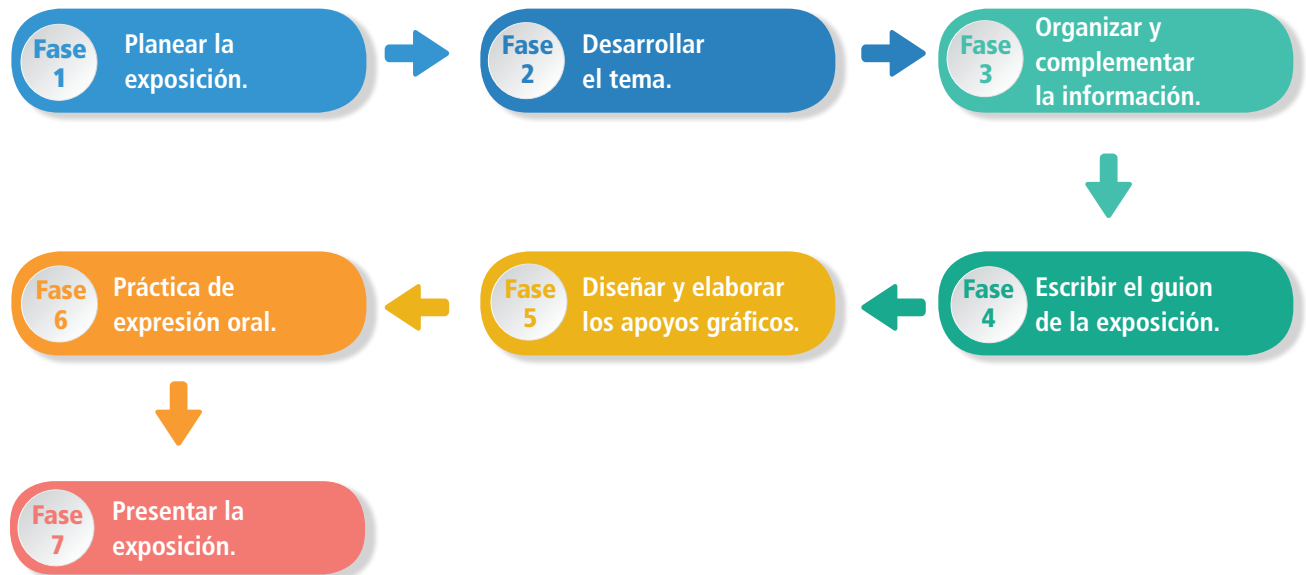 Fase
1
Planear la
exposición.
Fase
2
Desarrollar
el tema.
Fase
3
Organizar y
complementar
la información.
Fase
4
Escribir el guion
de la exposición.
Fase
5
Diseñar y elaborar
los apoyos gráficos.
Fase
6
Práctica de
expresión oral.
Fase
7
Presentar la
exposición.